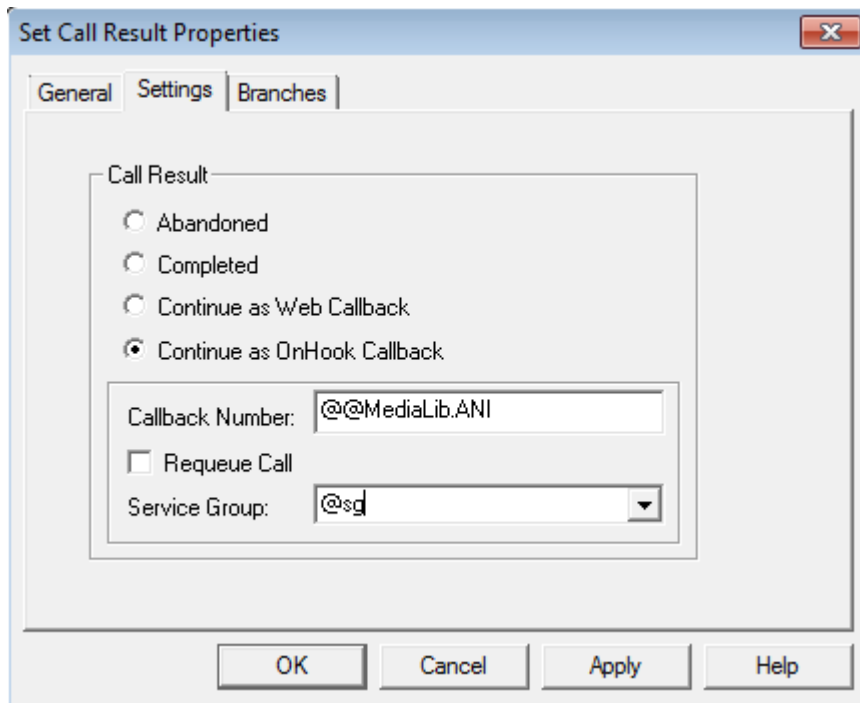 Set Call Result Properties
General Settings Branches
Call Result
Abandoned
Completed
Continue as Web Callback
Continue as OnHook Callback
Callback Number: @@MediaLib.ANI
Requeue Call
Service Group: @sg
OK Cancel Apply Help